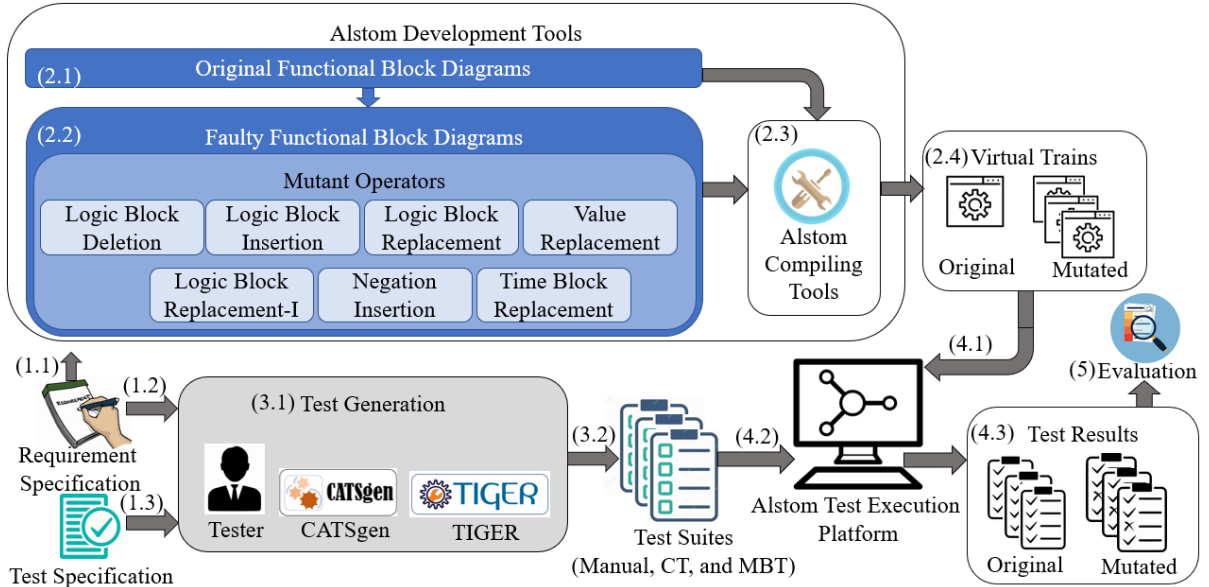 Alstom Development Tools
(2.1)
Original Functional Block Diagrams
(2.2)
Faulty Functional Block Diagrams
Mutant Operators
Logic Block
Deletion
Logic Block
Insertion
Logic Block
Replacement
Value
Replacement
Logic Block
Replacement-I
Negation
Insertion
Time Block
Replacement
(2.3)
Alstom
Compiling
Tools
(2.4) Virtual Trains
Original
Mutated
(1.1)
REQUIREMENT
Requirement
Specification
(1.2)
(1.3)
Test Specification
(3.1) Test Generation
Tester
CATSgen
CATSgen
TIGER
TIGER
(3.2)
Test Suites
(Manual, CT, and MBT)
(4.2)
(4.1)
Alstom Test Execution
Platform
(4.3)
Test Results
Original
Mutated
(5) Evaluation